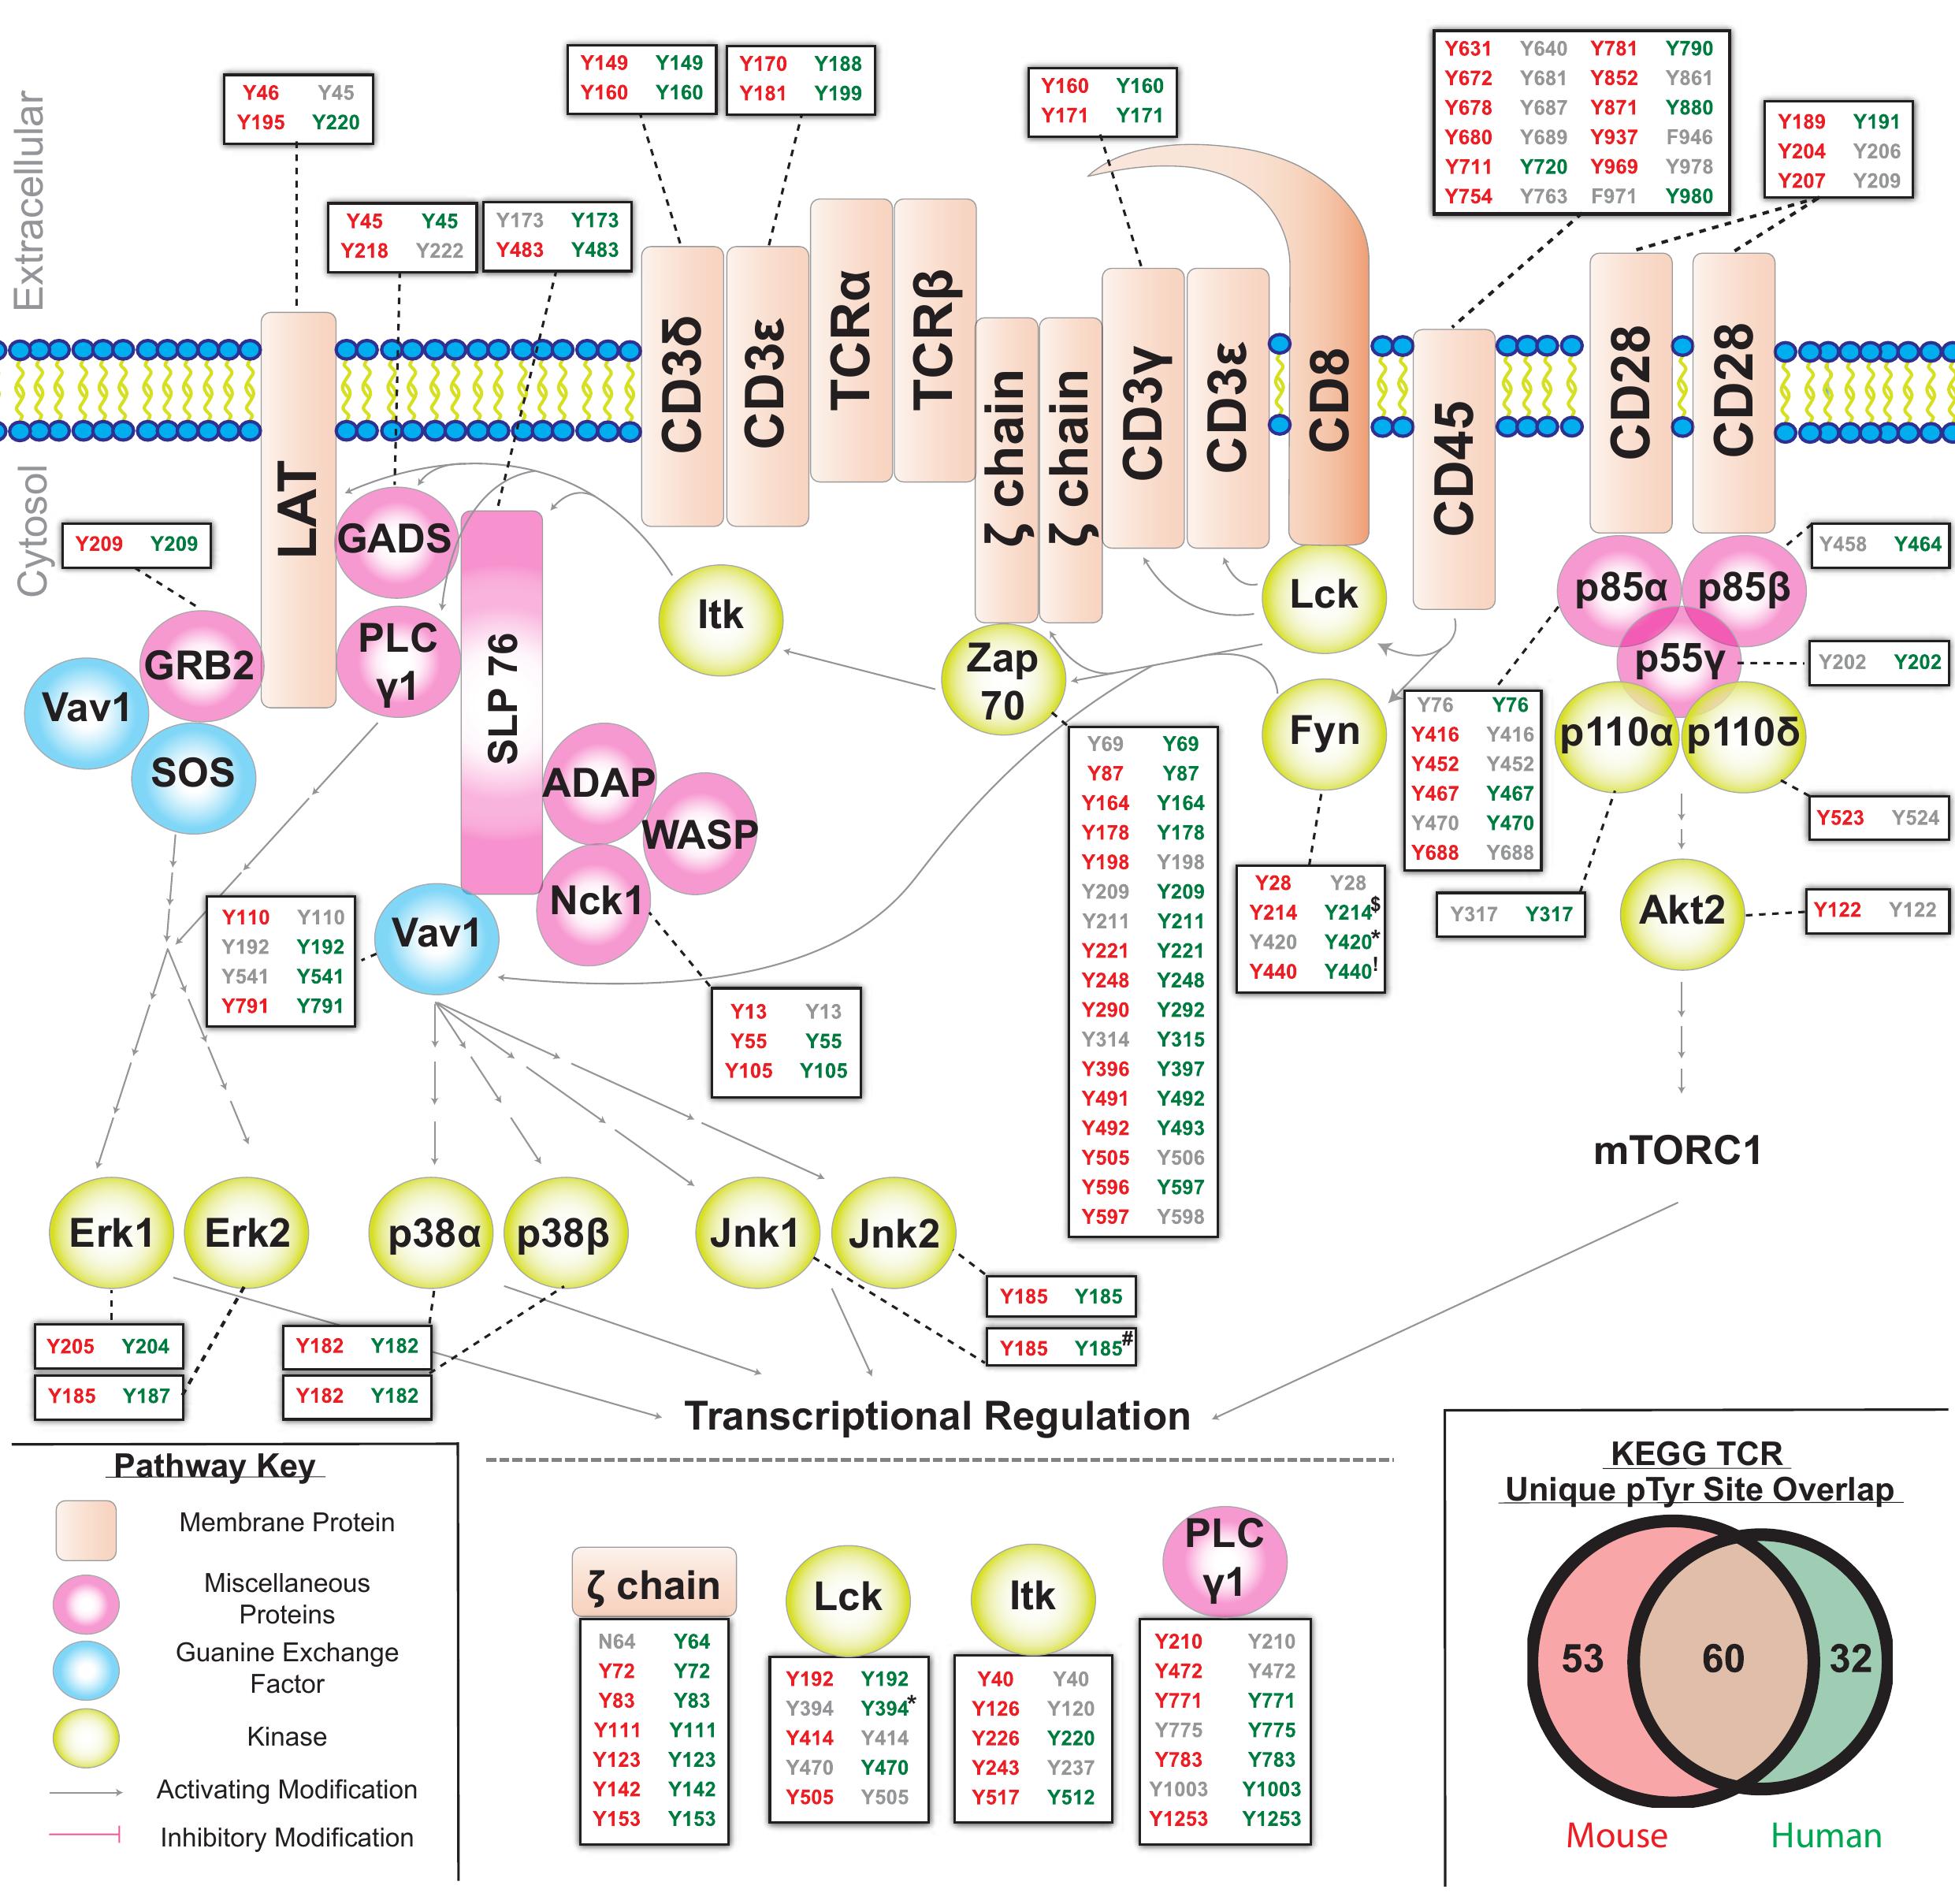 Extracellular
Cytosol
Y46 Y45
Y195 Y220
Y149 Y149
Y160 Y160
Y170 Y188
Y181 Y199
Y160 Y160
Y171 Y171
Y631 Y640 Y781 Y790
Y672 Y681 Y852 Y861
Y678 Y687 Y871 Y880
Y680 Y689 Y937 F946
Y711 Y720 Y969 Y978
Y754 Y763 F971 Y980
Y189 Y191
Y204 Y206
Y207 Y209
Y45 Y45
Y218 Y222
Y173 Y173
Y483 Y483
LAT
CD3δ
CD3ε
TCRα
TCRβ
ζ chain
ζ chain
CD3γ
CD3ε
CD8
CD45
CD28
CD28
Y209 Y209
GADS
GRB2
PLC
γ1
SLP 76
Vav1
SOS
Itk
Zap
70
Lck
Fyn
p85α
p85β
p55γ
p110α
p110δ
Y458 Y464
Y202 Y202
Y76 Y76
Y416 Y416
Y452 Y452
Y467 Y467
Y470 Y470
Y688 Y688
Y523 Y524
Y317 Y317
Akt2
Y122 Y122
ADAP
WASP
Nck1
Vav1
Y110 Y110
Y192 Y192
Y541 Y541
Y791 Y791
Y13 Y13
Y55 Y55
Y105 Y105
Y69 Y69
Y87 Y87
Y164 Y164
Y178 Y178
Y198 Y198
Y209 Y209
Y211 Y211
Y221 Y221
Y248 Y248
Y290 Y292
Y314 Y315
Y396 Y397
Y491 Y492
Y492 Y493
Y505 Y506
Y596 Y597
Y597 Y598
Y28 Y28
Y214 Y214$
Y420 Y420*
Y440 Y440!
mTORC1
Erk1
Erk2
p38α
p38β
Jnk1
Jnk2
Y205 Y204
Y185 Y187
Y182 Y182
Y182 Y182
Y185 Y185
Y185 Y185#
Transcriptional Regulation
Pathway Key
Membrane Protein
Miscellaneous
Proteins
Guanine Exchange
Factor
Kinase
Activating Modification
Inhibitory Modification
ζ chain
N64 Y64
Y72 Y72
Y83 Y83
Y111 Y111
Y123 Y123
Y142 Y142
Y153 Y153
Lck
Y192 Y192
Y394 Y394*
Y414 Y414
Y470 Y470
Y505 Y505
Itk
Y40 Y40
Y126 Y120
Y226 Y220
Y243 Y237
Y517 Y512
PLC
γ1
Y210 Y210
Y472 Y472
Y771 Y771
Y775 Y775
Y783 Y783
Y1003 Y1003
Y1253 Y1253
KEGG TCR
Unique pTyr Site Overlap
53 60 32
Mouse Human